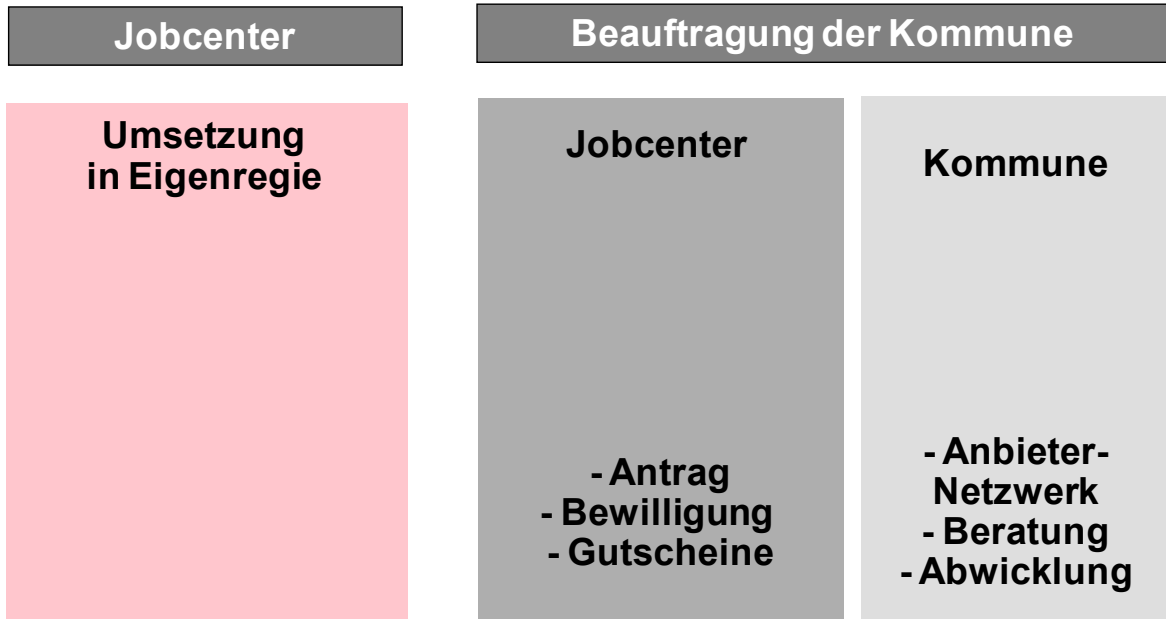 Jobcenter
Beauftragung der Kommune
Umsetzung
in Eigenregie
Jobcenter
- Antrag
- Bewilligung
- Gutscheine
Kommune
- Anbieter-
Netzwerk
- Beratung
- Abwicklung